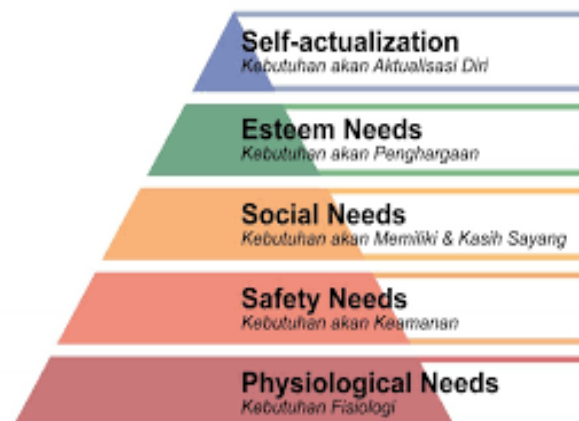 Self-actualization
Kebutuhan akan Aktualisasi Diri
Esteem Needs
Kebutuhan akan Penghargaan
Social Needs
Kebutuhan akan Memiliki & Kasih Sayang
Safety Needs
Kebutuhan akan Keamanan
Physiological Needs
Kebutuhan Fisiologi